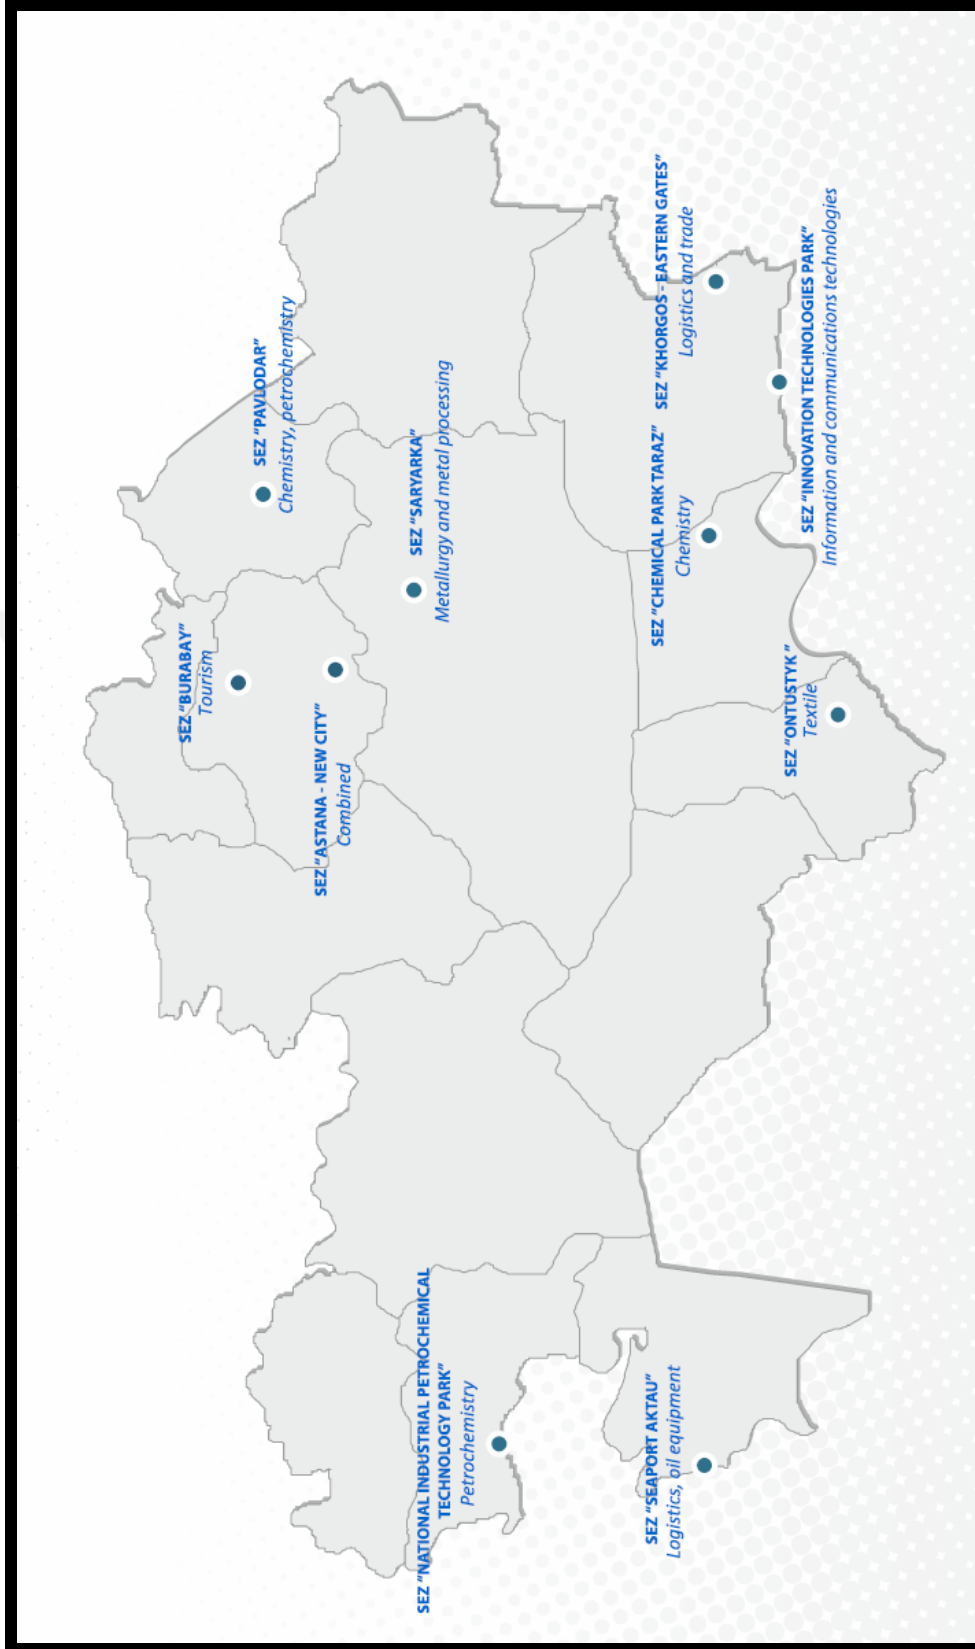 SEZ “BURABAY”
Tourism
SEZ “PAVLODAR”
Chemistry, petrochemistry
SEZ “ASTANA - NEW CITY”
Combined
SEZ “SARYARKA”
Metallurgy and metal processing
SEZ “NATIONAL INDUSTRIAL PETROCHEMICAL
TECHNOLOGY PARK”
Petrochemistry
SEZ “SEAPORT AKTAU”
Logistics, oil equipment
SEZ “CHEMICAL PARK TARAZ”
Chemistry
SEZ “KHORGOS - EASTERN GATES”
Logistics and trade
SEZ “ONTUSTYK ”
Textile
SEZ “INNOVATION TECHNOLOGIES PARK”
Information and communications technologies